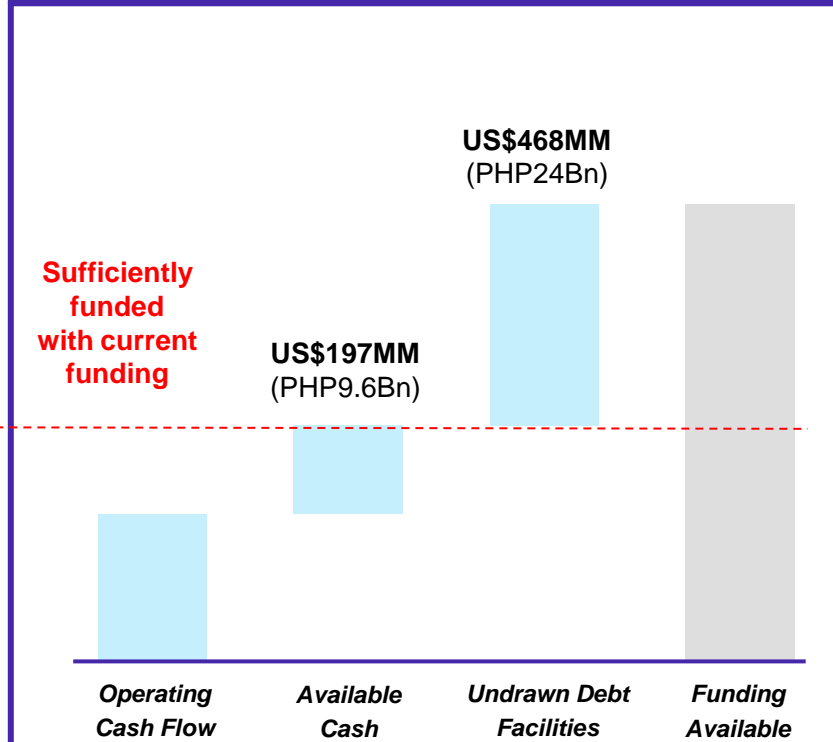 US$468MM
(PHP24Bn)
Sufficiently
funded
with current
funding
US$197MM
(PHP9.6Bn)
Operating
Cash Flow
Available
Cash
Undrawn Debt
Facilities
Funding
Available